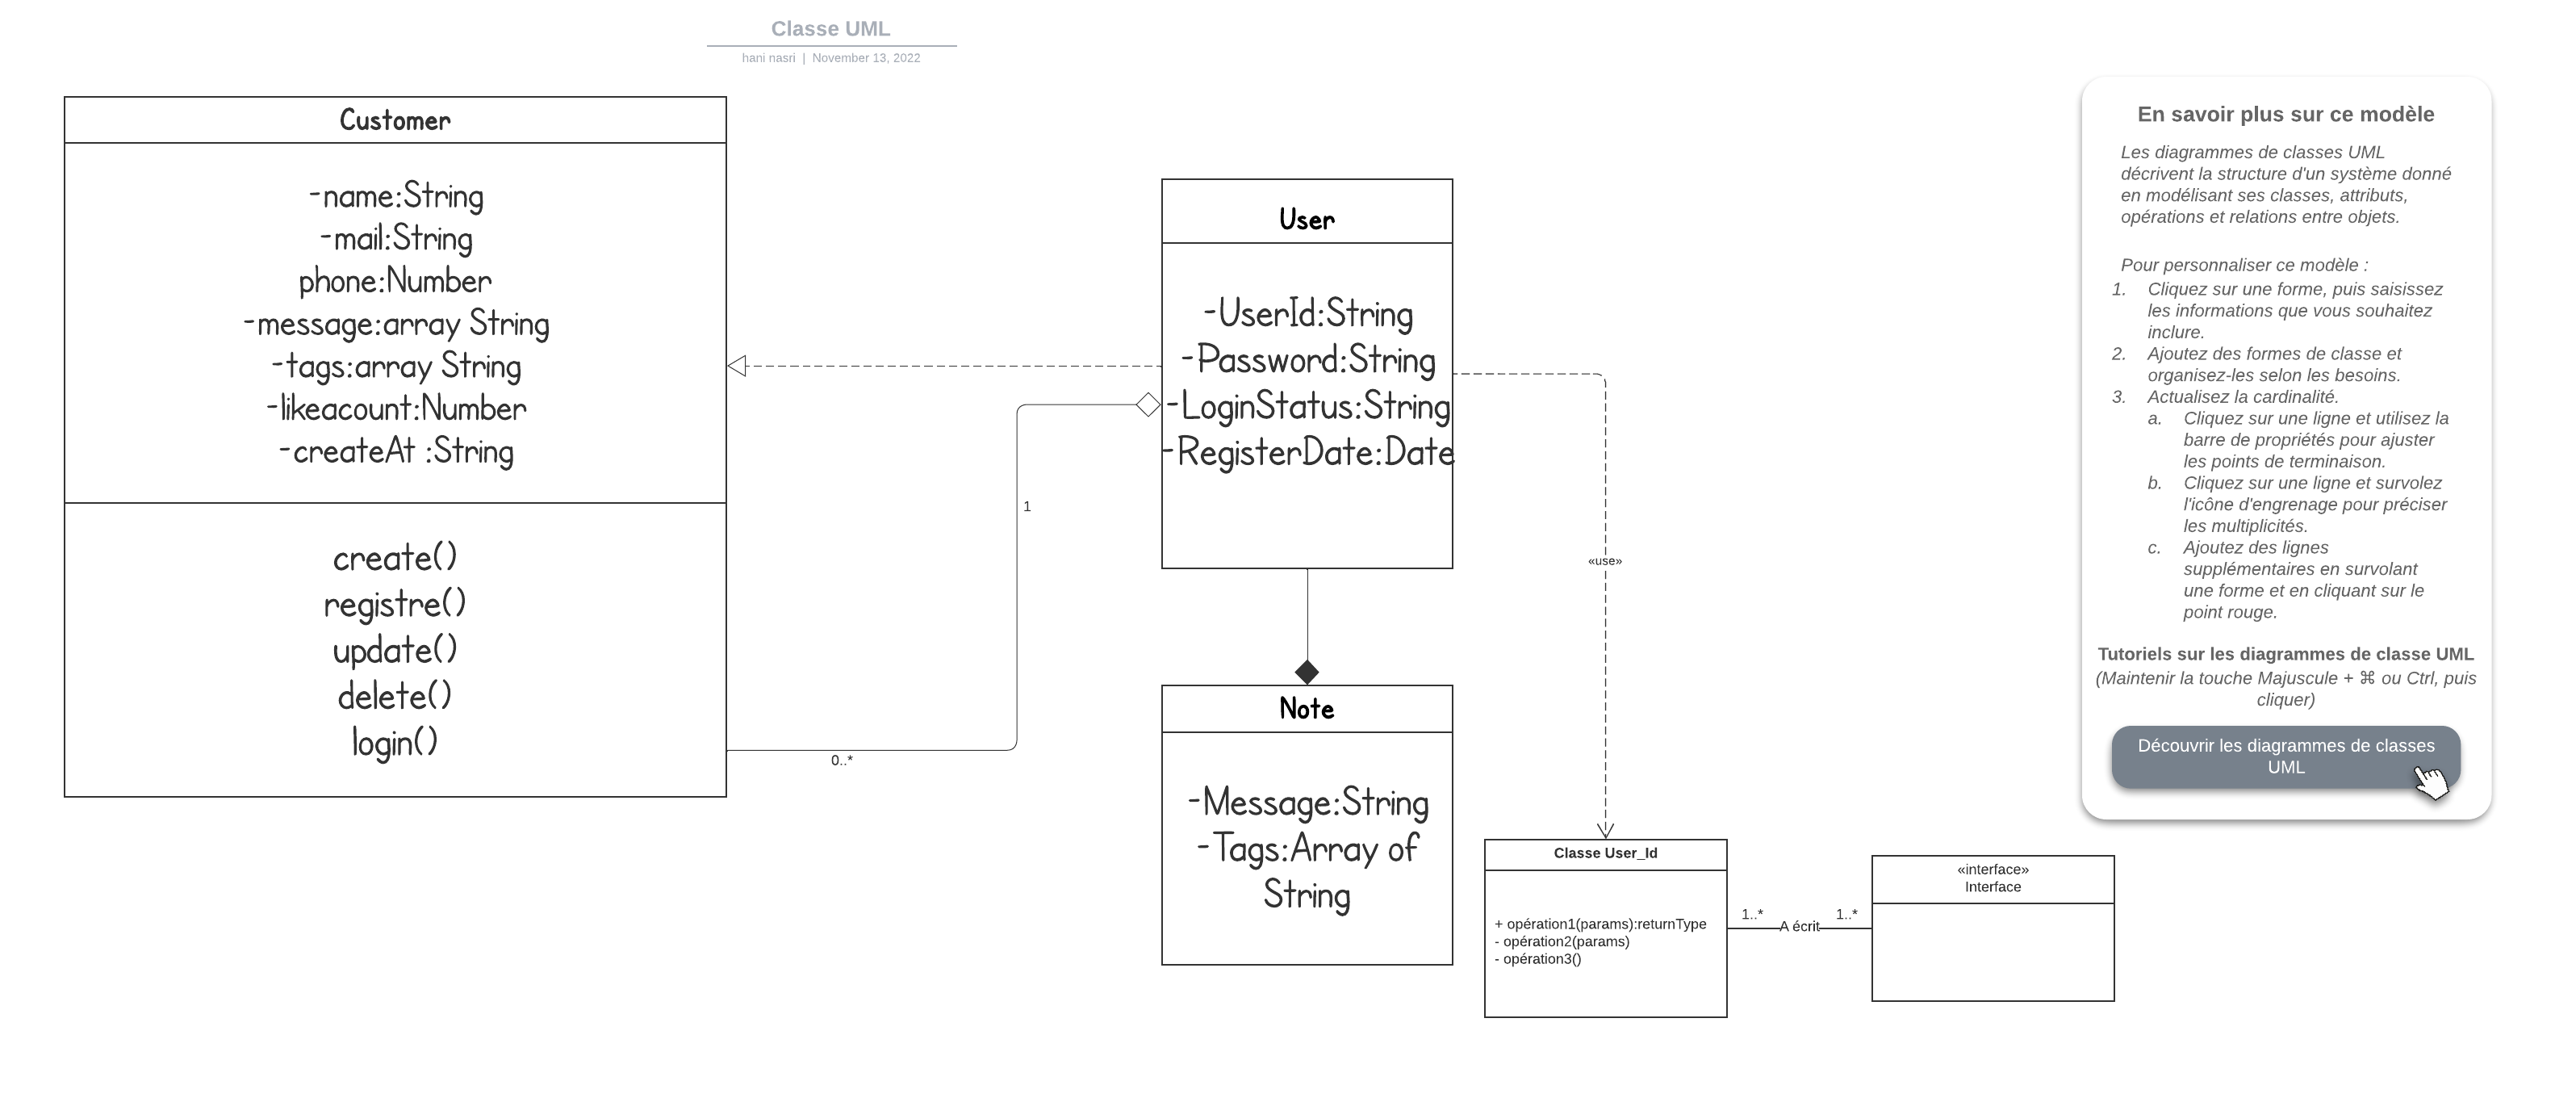 Classe UML
hani nasri | November 13, 2022
Customer
-name:String
-mail:String
phone:Number
-message:array String
-tags:array String
-likeacount:Number
-createAt :String
create()
registre()
update()
delete()
login()
1
0..*
User
-UserId:String
-Password:String
-LoginStatus:String
-RegisterDate:Date
«use»
Note
-Message:String
-Tags:Array of
String
Classe User_Id
+ opération1(params):returnType
- opération2(params)
- opération3()
1..*
A écrit
1..*
«interface»
Interface
En savoir plus sur ce modèle
Les diagrammes de classes UML
décrivent la structure d'un système donné
en modélisant ses classes, attributs,
opérations et relations entre objets.
Pour personnaliser ce modèle :
1. Cliquez sur une forme, puis saisissez
les informations que vous souhaitez
inclure.
2. Ajoutez des formes de classe et
organisez-les selon les besoins.
3. Actualisez la cardinalité.
a. Cliquez sur une ligne et utilisez la
barre de propriétés pour ajuster
les points de terminaison.
b. Cliquez sur une ligne et survolez
l'icône d'engrenage pour préciser
les multiplicités.
c. Ajoutez des lignes
supplémentaires en survolant
une forme et en cliquant sur le
point rouge.
Tutoriels sur les diagrammes de classe UML
(Maintenir la touche Majuscule + ⌘ ou Ctrl, puis
cliquer)
Découvrir les diagrammes de classes
UML